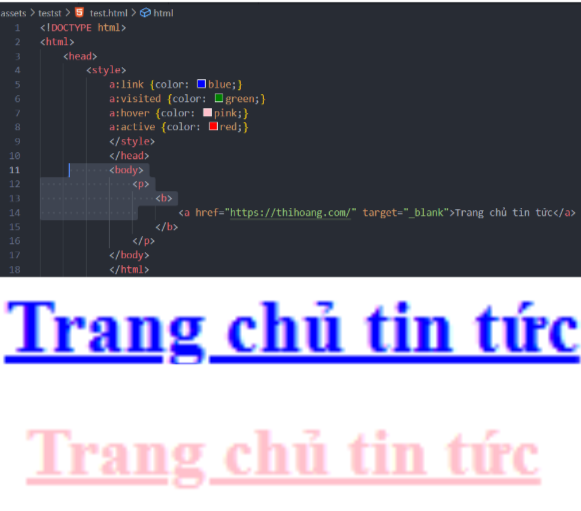 assets > testst > test.html > html
1 <!DOCTYPE html>
2 <html>
3 <head>
4 <style>
5 a:link {color: blue;}
6 a:visited {color: green;}
7 a:hover {color: pink;}
8 a:active {color: red;}
9 </style>
10 </head>
11 <body>
12 <p>
13 <b>
14 <a href="https://thihoang.com/" target="_blank">Trang chủ tin tức</a>
15 </b>
16 </p>
17 </body>
18 </html>
Trang chủ tin tức
Trang chủ tin tức